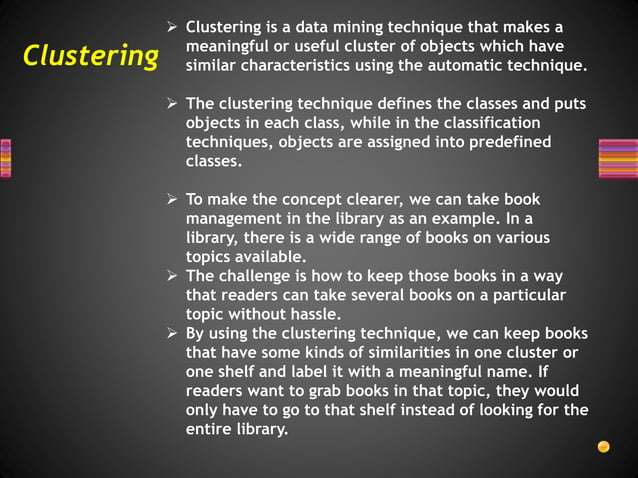 Clustering
➢ Clustering is a data mining technique that makes a
meaningful or useful cluster of objects which have
similar characteristics using the automatic technique.
➢ The clustering technique defines the classes and puts
objects in each class, while in the classification
techniques, objects are assigned into predefined
classes.
➢ To make the concept clearer, we can take book
management in the library as an example. In a
library, there is a wide range of books on various
topics available.
➢ The challenge is how to keep those books in a way
that readers can take several books on a particular
topic without hassle.
➢ By using the clustering technique, we can keep books
that have some kinds of similarities in one cluster or
one shelf and label it with a meaningful name. If
readers want to grab books in that topic, they would
only have to go to that shelf instead of looking for the
entire library.